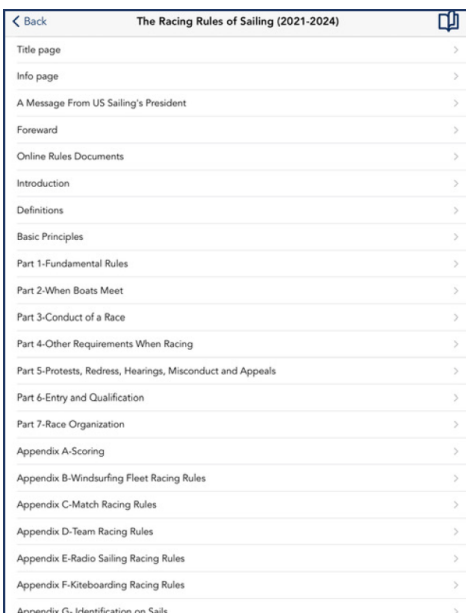 Back
The Racing Rules of Sailing (2021-2024)
Title page
Info page
A Message From US Sailing's President
Foreward
Online Rules Documents
Introduction
Definitions
Basic Principles
Part 1-Fundamental Rules
Part 2-When Boats Meet
Part 3-Conduct of a Race
Part 4-Other Requirements When Racing
Part 5-Protests, Redress, Hearings, Misconduct and Appeals
Part 6-Entry and Qualification
Part 7-Race Organization
Appendix A-Scoring
Appendix B-Windsurfing Fleet Racing Rules
Appendix C-Match Racing Rules
Appendix D-Team Racing Rules
Appendix E-Radio Sailing Racing Rules
Appendix F-Kiteboarding Racing Rules
Appendix G- Identification on Sails